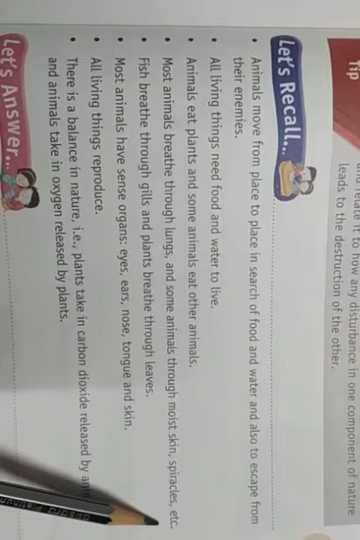 Tip
and relate it to how any disturbance in one component of nature
leads to the destruction of the other.
Let's Recall...
• Animals move from place to place in search of food and water and also to escape from
their enemies.
• All living things need food and water to live.
• Animals eat plants and some animals eat other animals.
• Most animals breathe through lungs, and some animals through moist skin, spiracles, etc.
• Fish breathe through gills and plants breathe through leaves.
• Most animals have sense organs: eyes, ears, nose, tongue and skin.
• All living things reproduce.
• There is a balance in nature, i.e., plants take in carbon dioxide released by
and animals take in oxygen released by plants.
Let's Answer...